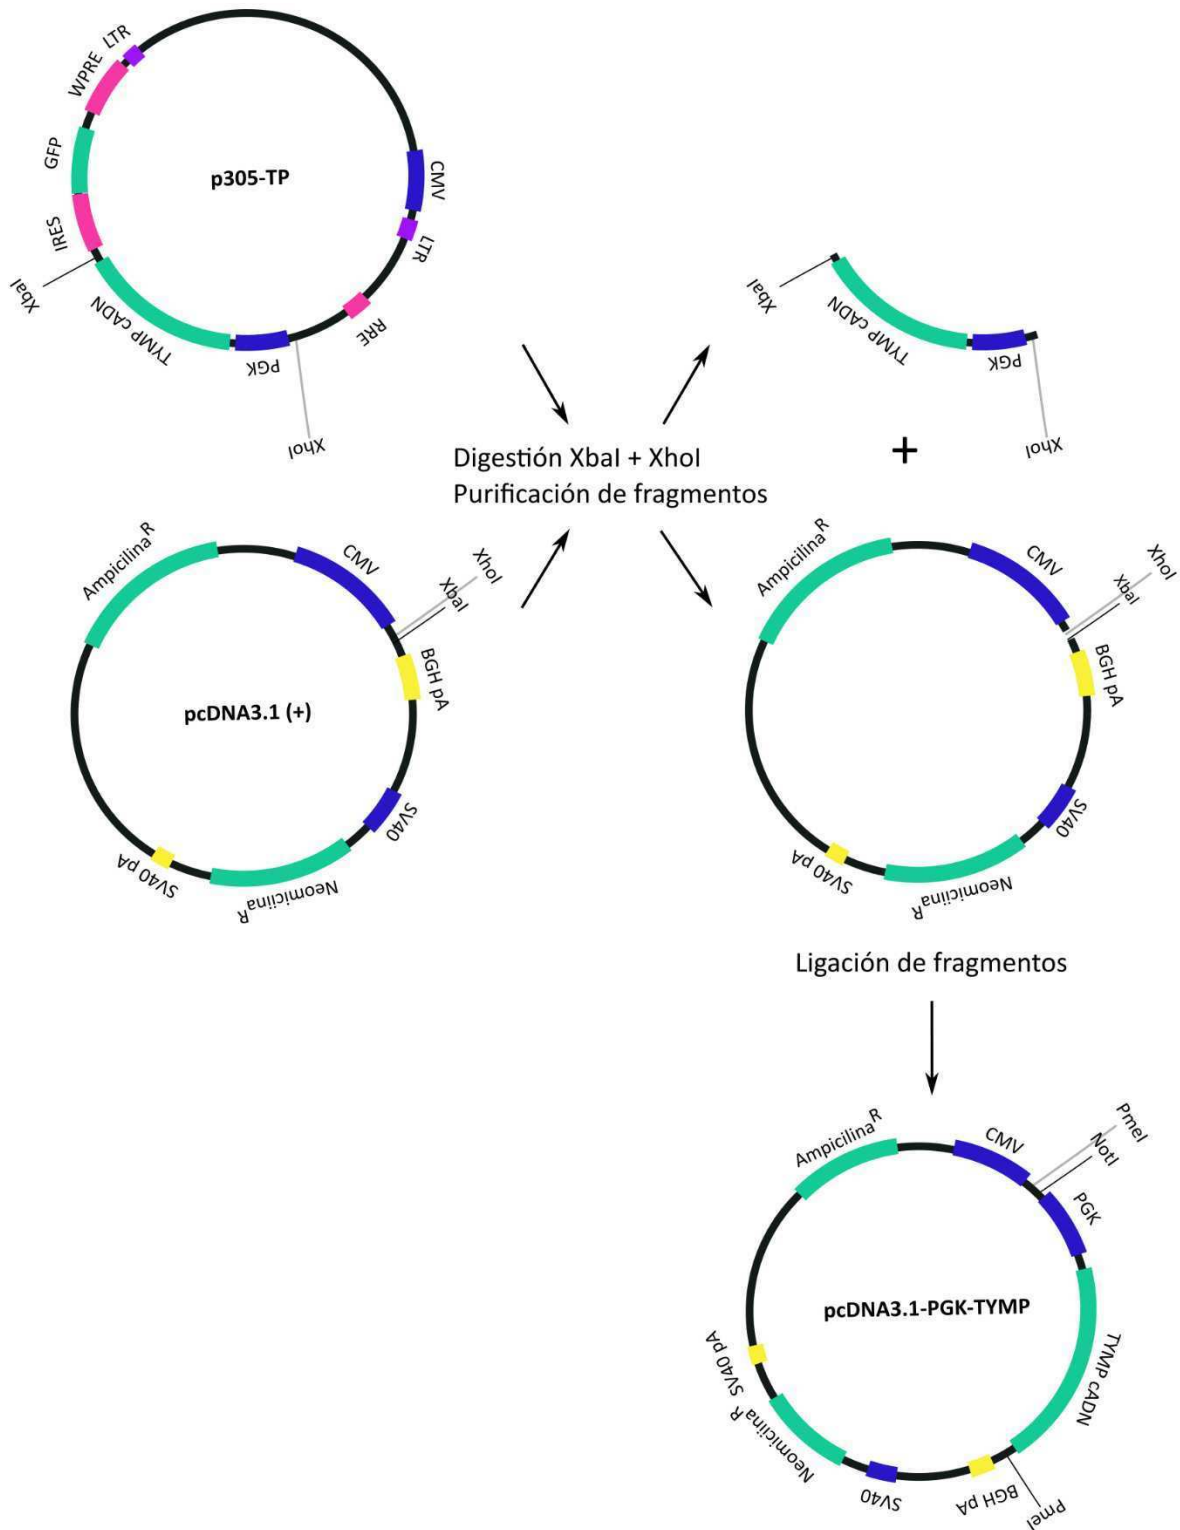 LTR
WPRE
GFP
IRES
XbaI
TYMP cADN
PGK
XhoI
RRE
LTR
CMV
p305-TP
XbaI
TYMP cADN
PGK
XhoI
Digestión XbaI + XhoI
Purificación de fragmentos
+
Ampicilina^R
CMV
XhoI
XbaI
BGH pA
pcDNA3.1 (+)
SV40
Neomiciina^R
SV40 pA
Ampicilina^R
CMV
XhoI
XbaI
BGH pA
SV40
Neomiciina^R
SV40 pA
Ligación de fragmentos
Ampicilina^R
CMV
PmeI
NotI
PGK
pcDNA3.1-PGK-TYMP
TYMP cADN
PmeI
BGH pA
SV40
Neomiciina^R
SV40 pA